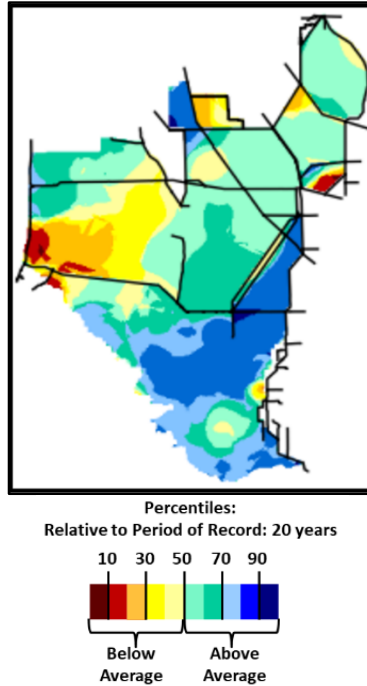 Percentiles:
Relative to Period of Record: 20 years
10 30 50 70 90
Below Above
Average Average